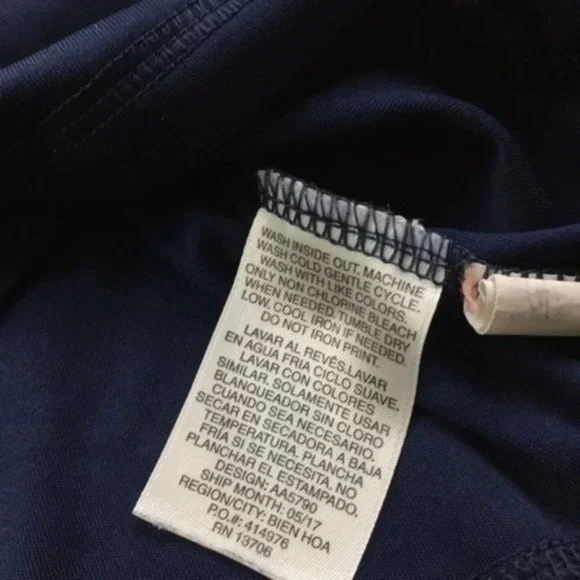 WASH INSIDE OUT. MACHINE
WASH COLD GENTLE CYCLE.
WASH WITH LIKE COLORS.
ONLY NON CHLORINE BLEACH
WHEN NEEDED TUMBLE DRY
LOW. COOL IRON IF NEEDED.
DO NOT IRON PRINT.
LAVAR AL REVÉS.LAVAR
EN AGUA FRIA CICLO SUAVE.
LAVAR CON COLORES
SIMILAR. SOLAMENTE USAR
BLANQUEADOR SIN CLORO
CUANDO SEA NECESARIO.
SECAR EN SECADORA A BAJA
TEMPERATURA. PLANCHA
FRÍA SI SE NECESITA. NO
PLANCHAR EL ESTAMPADO.
DESIGN: AA5790
SHIP MONTH: 05/17
REGION/CITY: BIEN HOA
P.O.#: 414976
RN 13706